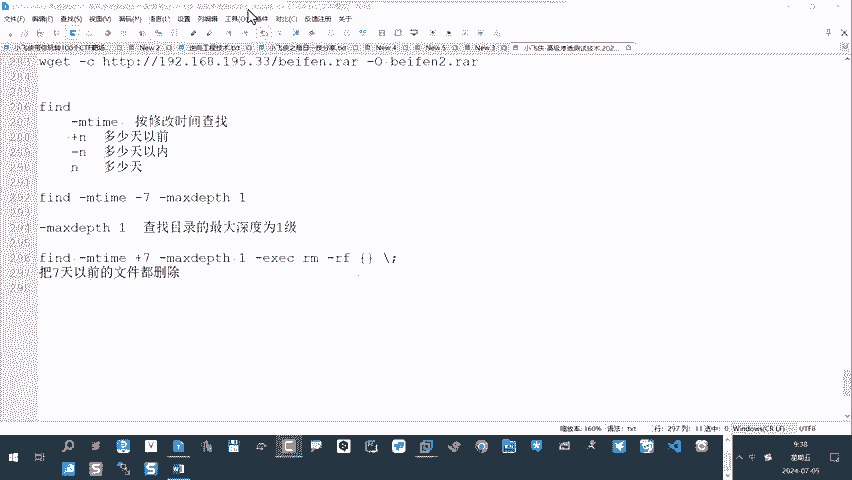 文件(F) 编辑(E) 查找(S) 视图(V) 编码(M) 语言(L) 设置 列编辑 工具(O) 插件 对比(C) 反馈注册 关于
New 2 逆向工程技术.txt New 4 New 5 New 3
wget -c http://192.168.195.33/beifen.rar -O beifen2.rar
find
-mtime 按修改时间查找
+n 多少天以前
-n 多少天以内
n 多少天
find -mtime -7 -maxdepth 1
-maxdepth 1 查找目录的最大深度为1级
find -mtime +7 -maxdepth 1 -exec rm -rf {} \;
把7天以前的文件都删除
缩放率: 160% 语法: txt 行: 297 列: 11 选中: 0 Windows(CR LF) UTF8
9:38
星期五
2024-07-05